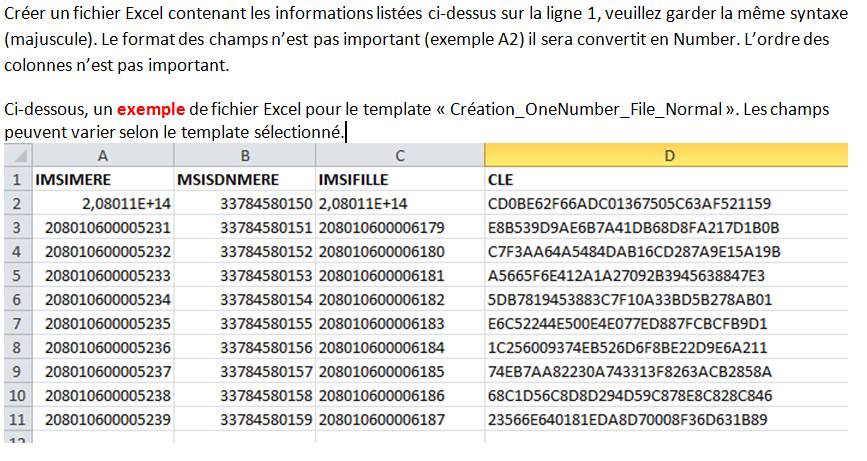 Créer un fichier Excel contenant les informations listées ci-dessus sur la ligne 1, veuillez garder la même syntaxe
(majuscule). Le format des champs n’est pas important (exemple A2) il sera convertit en Number. L’ordre des
colonnes n’est pas important.
Ci-dessous, un exemple de fichier Excel pour le template « Création_OneNumber_File_Normal ». Les champs
peuvent varier selon le template sélectionné.
A B C D
1 IMSIMERE MSISDNMERE IMSIFILLE CLE
2 2,08011E+14 33784580150 2,08011E+14 CD0BE62F66ADC01367505C63AF521159
3 208010600005231 33784580151 208010600006179 E8B539D9AE6B7A41DB68D8FA217D1B0B
4 208010600005232 33784580152 208010600006180 C7F3AA64A5484DAB16CD287A9E15A19B
5 208010600005233 33784580153 208010600006181 A5665F6E412A1A27092B3945638847E3
6 208010600005234 33784580154 208010600006182 5DB7819453883C7F10A33BD5B278AB01
7 208010600005235 33784580155 208010600006183 E6C52244E500E4E077ED887FCBCFB9D1
8 208010600005236 33784580156 208010600006184 1C256009374EB526D6F8BE22D9E6A211
9 208010600005237 33784580157 208010600006185 74EB7AA82230A743313F8263ACB2858A
10 208010600005238 33784580158 208010600006186 68C1D56C8D8D294D59C878E8C828C846
11 208010600005239 33784580159 208010600006187 23566E640181EDA8D70008F36D631B89
12